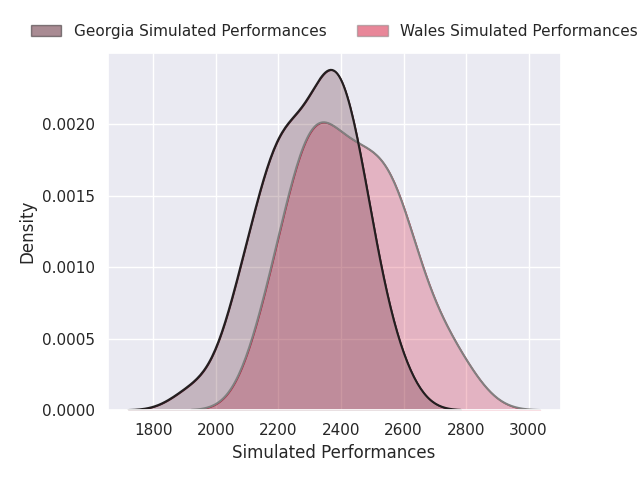 Georgia Simulated Performances Wales Simulated Performances
0.0020
0.0015
0.0010
0.0005
0.0000
Density
1800 2000 2200 2400 2600 2800 3000
Simulated Performances